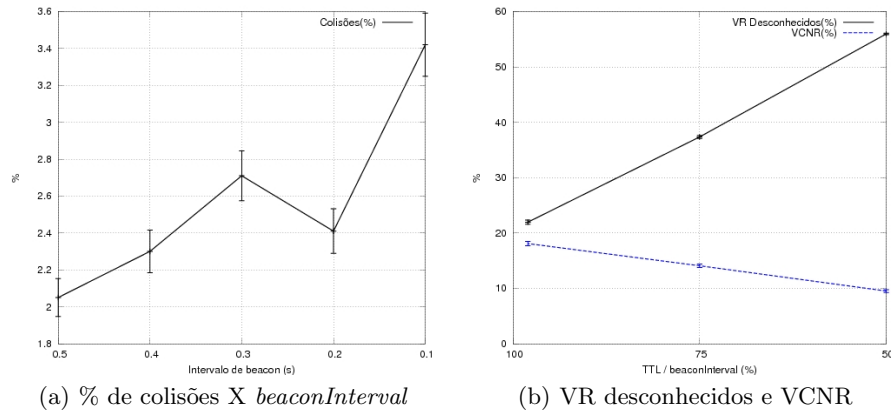 3.6
3.4
3.2
3
2.8
2.6
2.4
2.2
2
1.8
%
Colisões(%)
0.5 0.4 0.3 0.2 0.1
Intervalo de beacon (s)
(a) % de colisões X beaconInterval
60
50
40
30
20
10
0
%
VR Desconhecidos(%)
VCNR(%)
100 75 50
TTL / beaconInterval (%)
(b) VR desconhecidos e VCNR